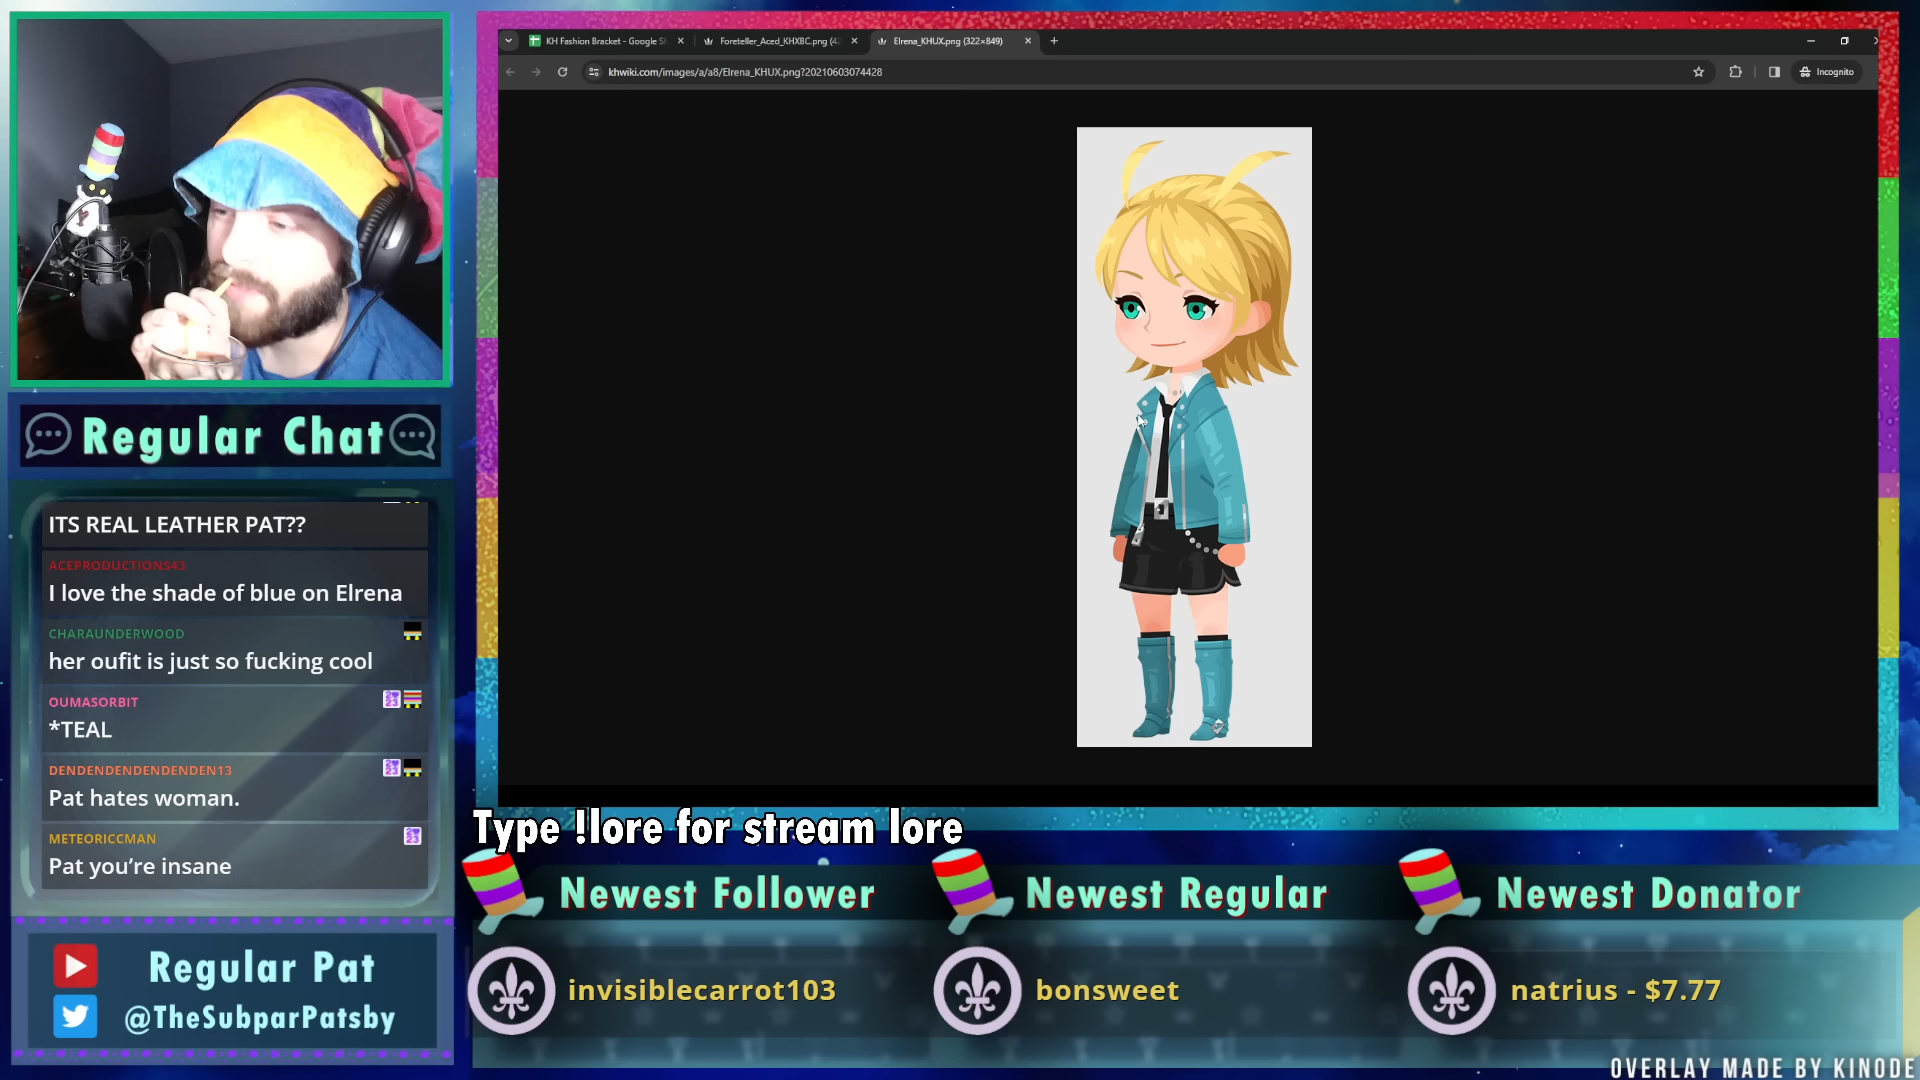 KH Fashion Bracket - Google Sh
Foreteller_Aced_KHXBC.png (4
Elrena_KHUX.png (322×849)
khwiki.com/images/a/a8/Elrena_KHUX.png?20210603074428
Incognito
Regular Chat
ITS REAL LEATHER PAT??
ACEPRODUCTIONS43
I love the shade of blue on Elrena
CHARAUNDERWOOD
her oufit is just so fucking cool
OUMASORBIT
*TEAL
DENDENDENDENDENDEN13
Pat hates woman.
METEORICCMAN
Pat you're insane
Regular Pat
@TheSubparPatsby
Type !lore for stream lore
Newest Follower
invisiblecarrot103
Newest Regular
bonsweet
Newest Donator
natrius - $7.77
OVERLAY MADE BY KINODE